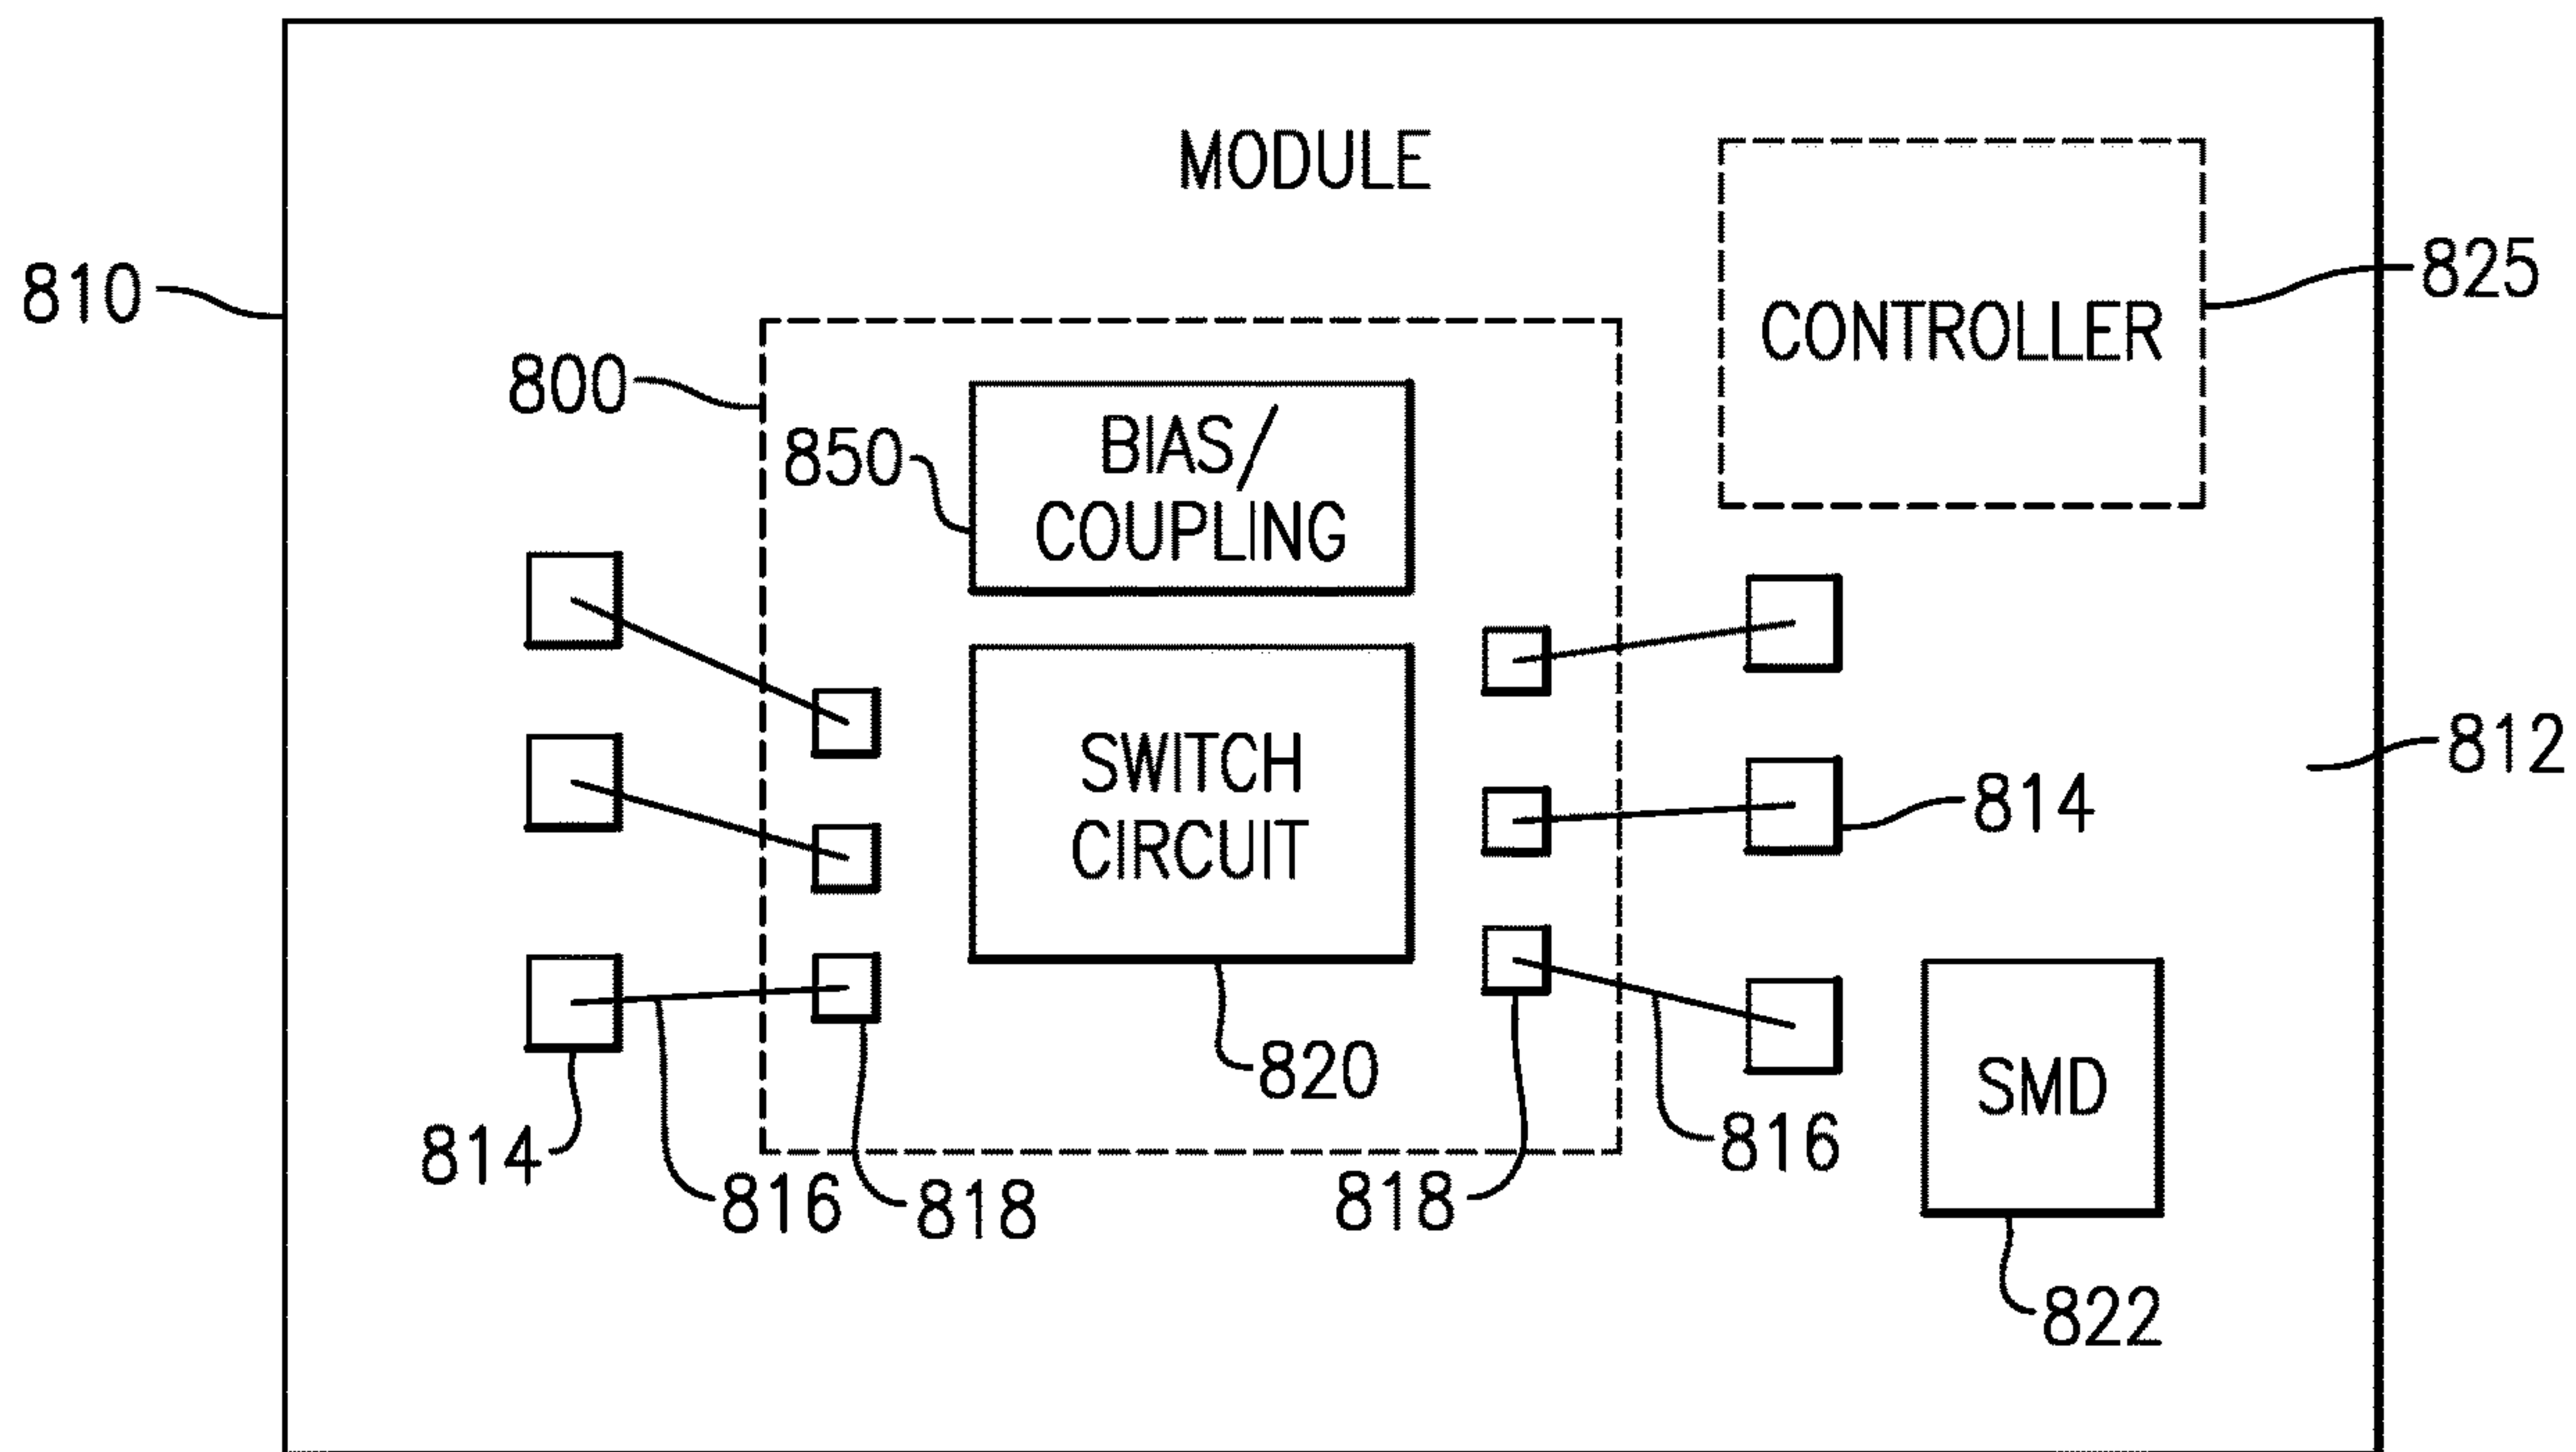 MODULE
810
825
CONTROLLER
800
850
BIAS/
COUPLING
812
SWITCH
CIRCUIT
814
820
SMD
814
816
818
818
816
822